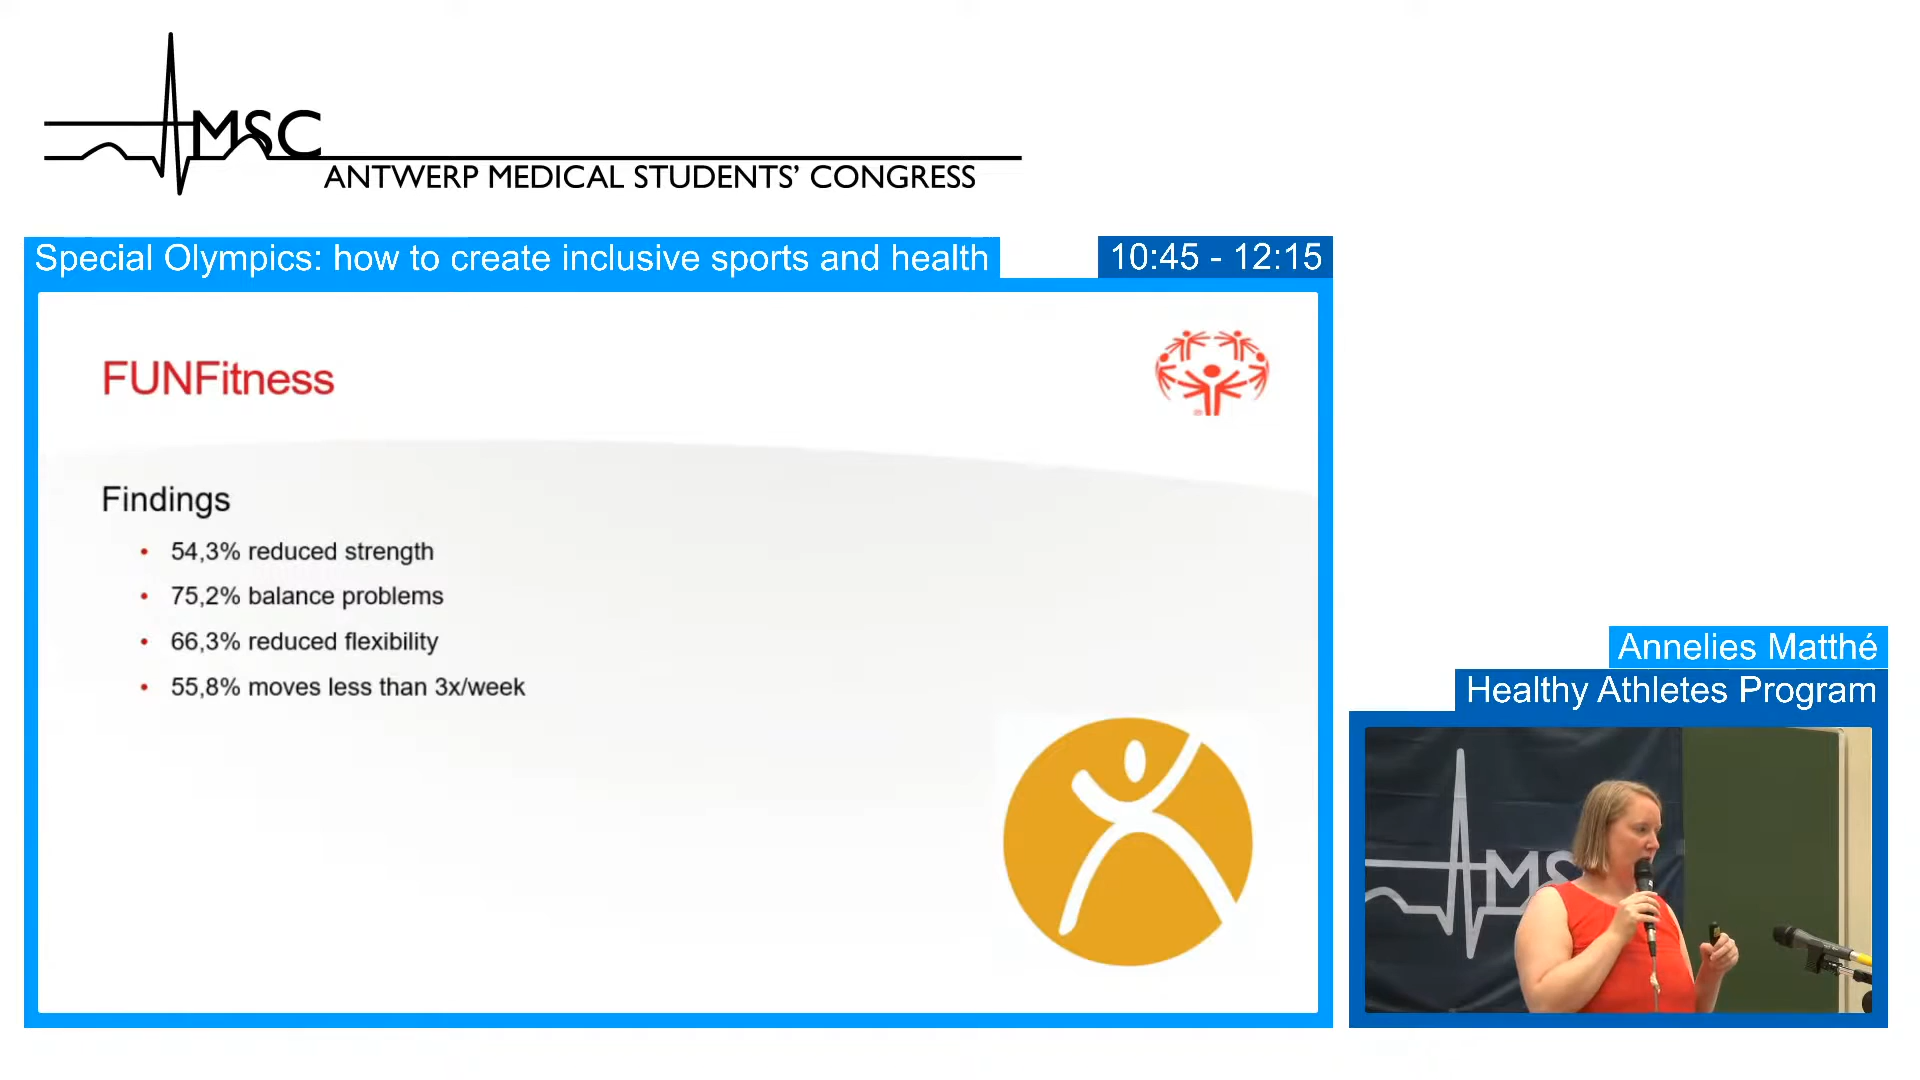 MSC
ANTWERP MEDICAL STUDENTS’ CONGRESS
Special Olympics: how to create inclusive sports and health
10:45 - 12:15
FUNFitness
Findings
• 54,3% reduced strength
• 75,2% balance problems
• 66,3% reduced flexibility
• 55,8% moves less than 3x/week
Annelies Matthé
Healthy Athletes Program
MS